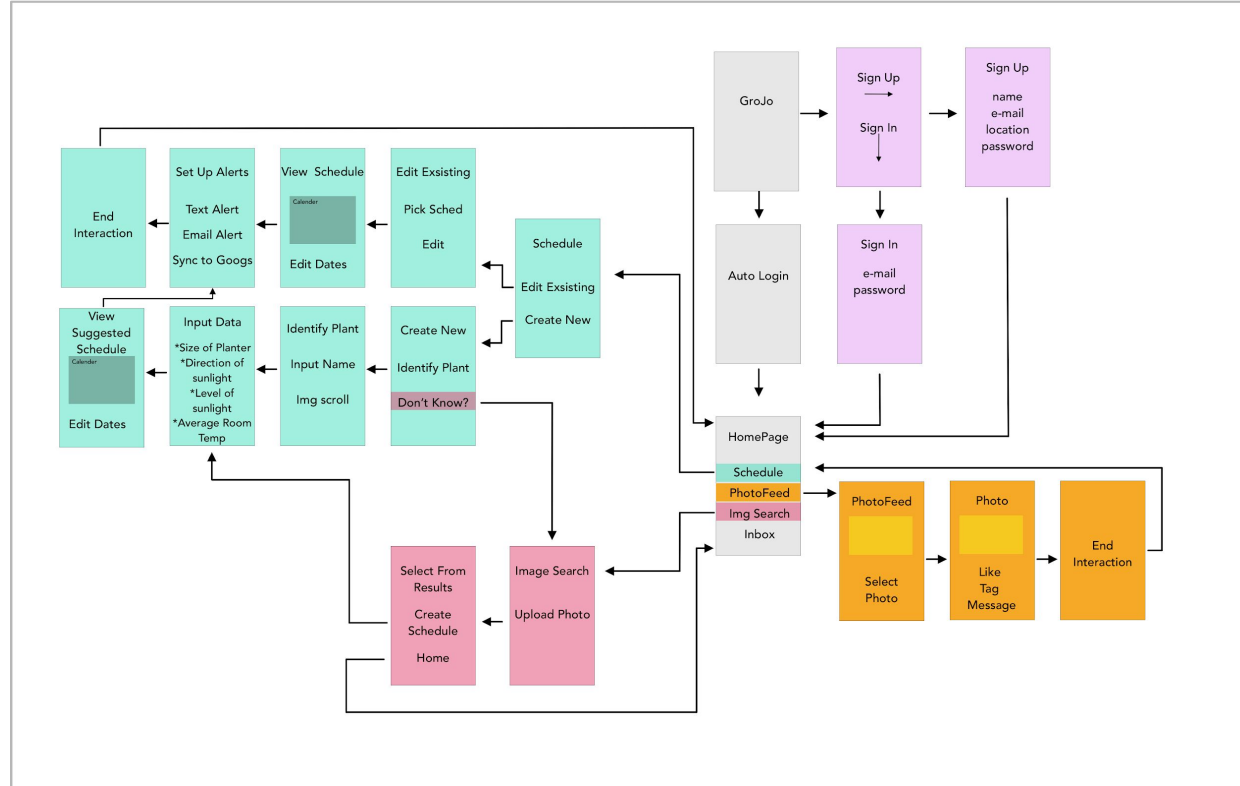 GroJo
Sign Up
Sign In
Sign Up
name
e-mail
location
password
End
Interaction
Set Up Alerts
Text Alert
Email Alert
Sync to Googs
View Schedule
Calender
Edit Dates
Edit Exsisting
Pick Sched
Edit
Schedule
Edit Exsisting
Create New
Auto Login
Sign In
e-mail
password
View
Suggested
Schedule
Calender
Edit Dates
Input Data
*Size of Planter
*Direction of
sunlight
*Level of
sunlight
*Average Room
Temp
Identify Plant
Input Name
Img scroll
Create New
Identify Plant
Don't Know?
HomePage
Schedule
PhotoFeed
Img Search
Inbox
PhotoFeed
Select
Photo
Photo
Like
Tag
Message
End
Interaction
Select From
Results
Create
Schedule
Home
Image Search
Upload Photo